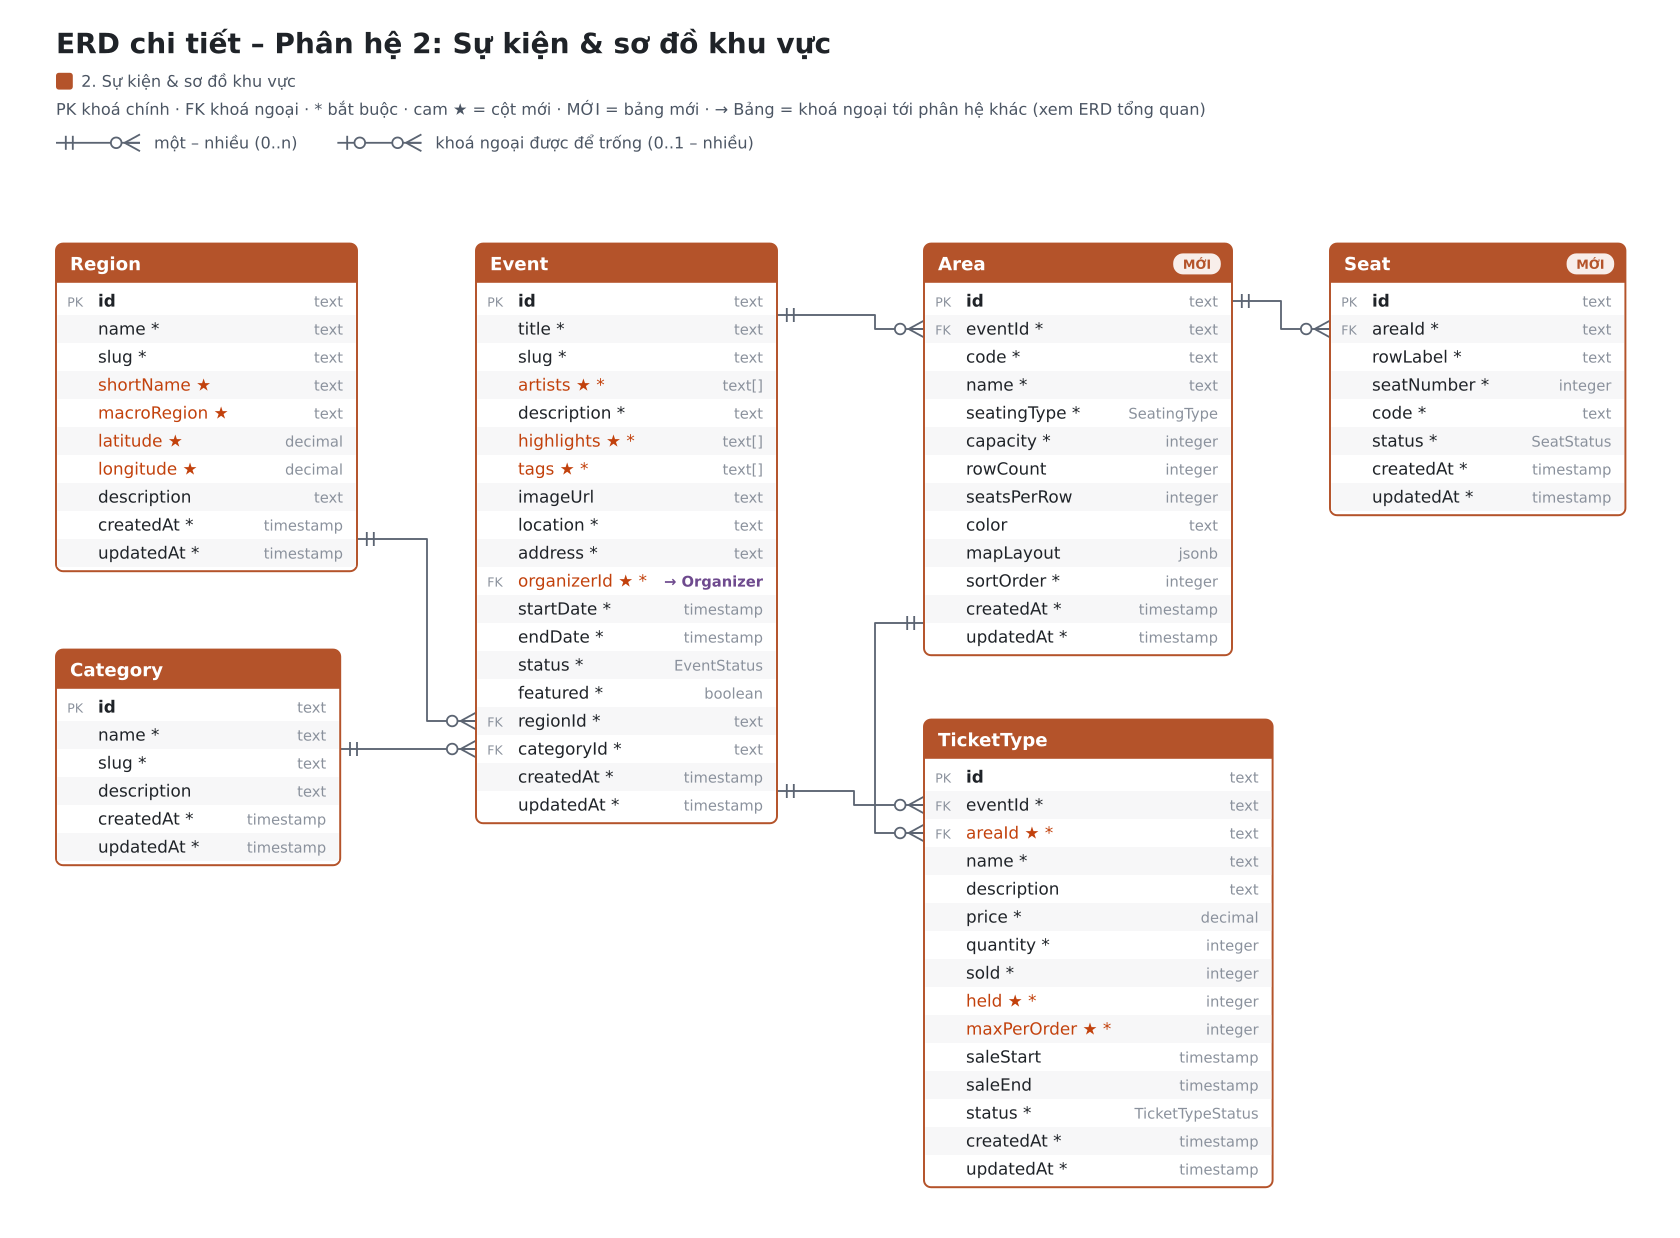 ERD chi tiết – Phân hệ 2: Sự kiện & sơ đồ khu vực
2. Sự kiện & sơ đồ khu vực
PK khoá chính · FK khoá ngoại · * bắt buộc · cam ★ = cột mới · MỚI = bảng mới · → Bảng = khoá ngoại tới phân hệ khác (xem ERD tổng quan)
một – nhiều (0..n)
khoá ngoại được để trống (0..1 – nhiều)
Region
PK id text
name * text
slug * text
shortName ★ text
macroRegion ★ text
latitude ★ decimal
longitude ★ decimal
description text
createdAt * timestamp
updatedAt * timestamp
Category
PK id text
name * text
slug * text
description text
createdAt * timestamp
updatedAt * timestamp
Event
PK id text
title * text
slug * text
artists ★ * text[]
description * text
highlights ★ * text[]
tags ★ * text[]
imageUrl text
location * text
address * text
FK organizerId ★ * → Organizer
startDate * timestamp
endDate * timestamp
status * EventStatus
featured * boolean
FK regionId * text
FK categoryId * text
createdAt * timestamp
updatedAt * timestamp
Area MỚI
PK id text
FK eventId * text
code * text
name * text
seatingType * SeatingType
capacity * integer
rowCount integer
seatsPerRow integer
color text
mapLayout jsonb
sortOrder * integer
createdAt * timestamp
updatedAt * timestamp
TicketType
PK id text
FK eventId * text
FK areaId ★ * text
name * text
description text
price * decimal
quantity * integer
sold * integer
held ★ * integer
maxPerOrder ★ * integer
saleStart timestamp
saleEnd timestamp
status * TicketTypeStatus
createdAt * timestamp
updatedAt * timestamp
Seat MỚI
PK id text
FK areaId * text
rowLabel * text
seatNumber * integer
code * text
status * SeatStatus
createdAt * timestamp
updatedAt * timestamp